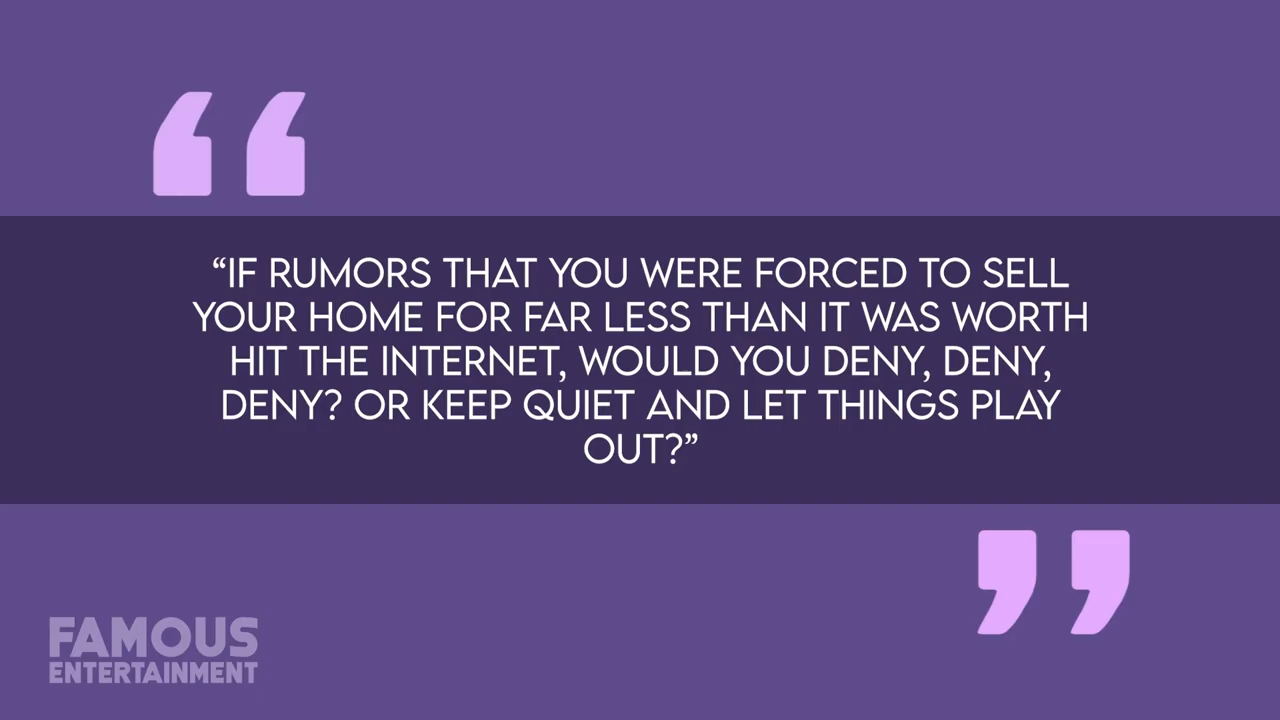 “IF RUMORS THAT YOU WERE FORCED TO SELL
YOUR HOME FOR FAR LESS THAN IT WAS WORTH
HIT THE INTERNET, WOULD YOU DENY, DENY,
DENY? OR KEEP QUIET AND LET THINGS PLAY
OUT?”
FAMOUS
ENTERTAINMENT